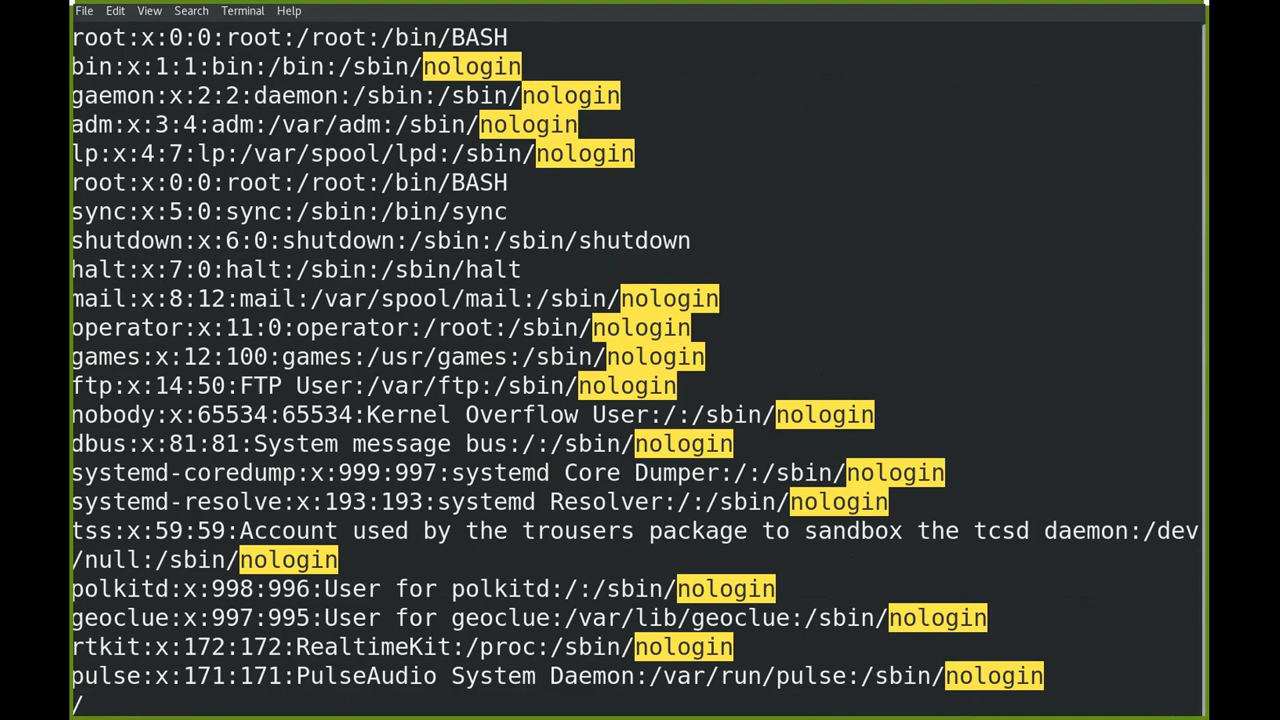 File Edit View Search Terminal Help
root:x:0:0:root:/root:/bin/BASH
bin:x:1:1:bin:/bin:/sbin/nologin
gaemon:x:2:2:daemon:/sbin:/sbin/nologin
adm:x:3:4:adm:/var/adm:/sbin/nologin
lp:x:4:7:lp:/var/spool/lpd:/sbin/nologin
root:x:0:0:root:/root:/bin/BASH
sync:x:5:0:sync:/sbin:/bin/sync
shutdown:x:6:0:shutdown:/sbin:/sbin/shutdown
halt:x:7:0:halt:/sbin:/sbin/halt
mail:x:8:12:mail:/var/spool/mail:/sbin/nologin
operator:x:11:0:operator:/root:/sbin/nologin
games:x:12:100:games:/usr/games:/sbin/nologin
ftp:x:14:50:FTP User:/var/ftp:/sbin/nologin
nobody:x:65534:65534:Kernel Overflow User:/:/sbin/nologin
dbus:x:81:81:System message bus:/:/sbin/nologin
systemd-coredump:x:999:997:systemd Core Dumper:/:/sbin/nologin
systemd-resolve:x:193:193:systemd Resolver:/:/sbin/nologin
tss:x:59:59:Account used by the trousers package to sandbox the tcsd daemon:/dev
/null:/sbin/nologin
polkitd:x:998:996:User for polkitd:/:/sbin/nologin
geoclue:x:997:995:User for geoclue:/var/lib/geoclue:/sbin/nologin
rtkit:x:172:172:RealtimeKit:/proc:/sbin/nologin
pulse:x:171:171:PulseAudio System Daemon:/var/run/pulse:/sbin/nologin
/